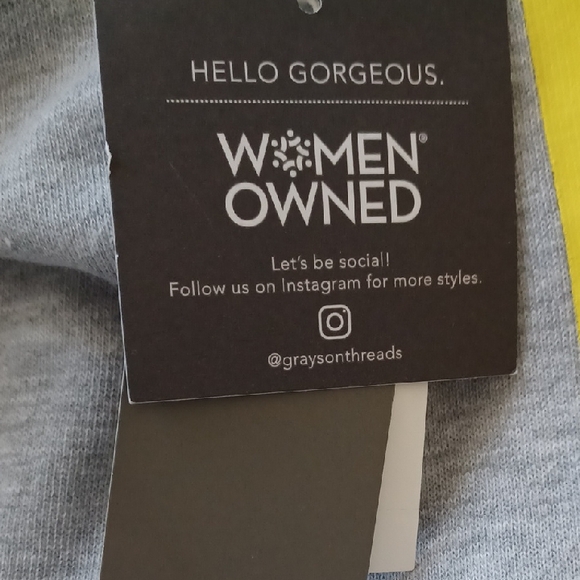 HELLO GORGEOUS.
WOMEN®
OWNED
Let's be social!
Follow us on Instagram for more styles.
@graysonthreads